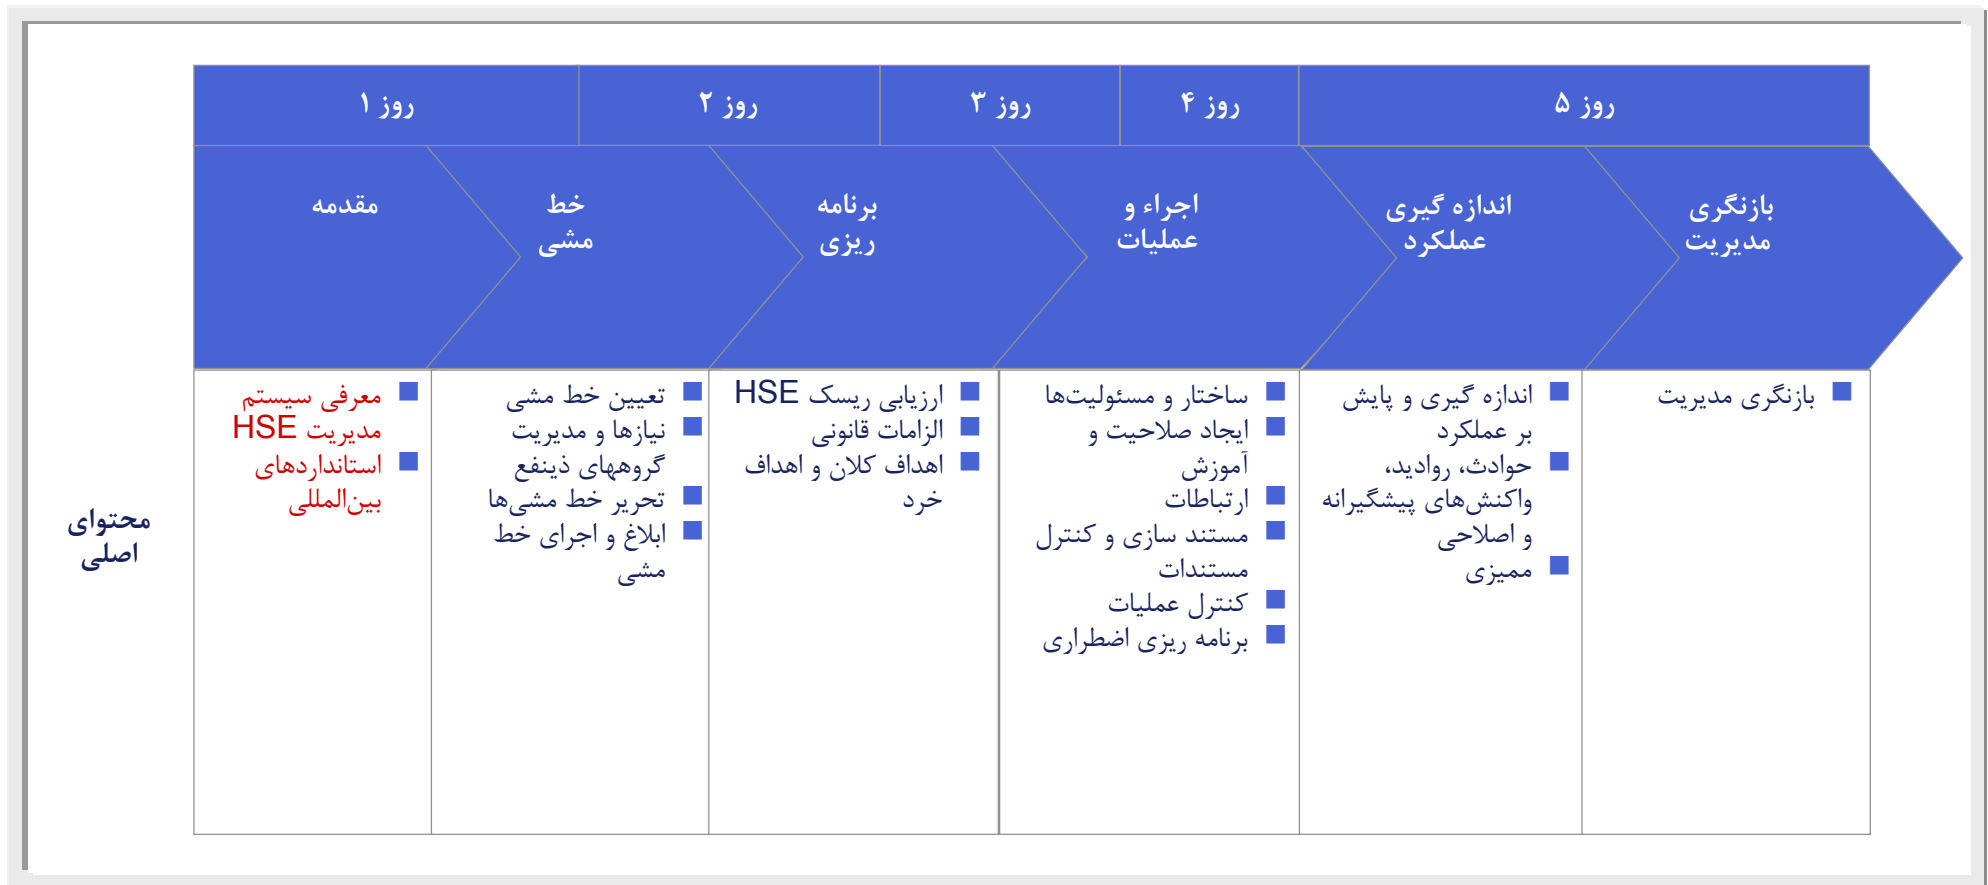 روز ۱
روز ۲
روز ۳
روز ۴
روز ۵
مقدمه
خط
مشی
برنامه
ریزی
اجراء و
عملیات
اندازه گیری
عملکرد
بازنگری
مدیریت
محتوای
اصلی
معرفی سیستم
مدیریت HSE
استانداردهای
بین‌المللی
تعیین خط مشی
نیازها و مدیریت
گروههای ذینفع
تحریر خط مشی‌ها
ابلاغ و اجرای خط
مشی
ارزیابی ریسک HSE
الزامات قانونی
اهداف کلان و اهداف
خرد
ساختار و مسئولیت‌ها
ایجاد صلاحیت و
آموزش
ارتباطات
مستند سازی و کنترل
مستندات
کنترل عملیات
برنامه ریزی اضطراری
اندازه گیری و پایش
بر عملکرد
حوادث، روادید،
واکنش‌های پیشگیرانه
و اصلاحی
ممیزی
بازنگری مدیریت